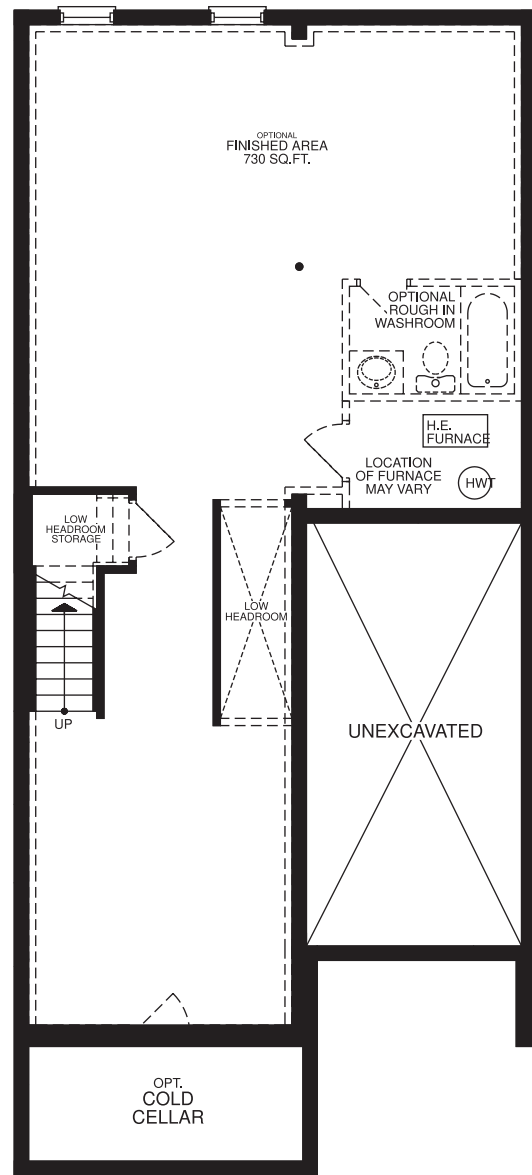 OPTIONAL
FINISHED AREA
730 SQ.FT.
OPTIONAL
ROUGH IN
WASHROOM
H.E.
FURNACE
LOCATION
OF FURNACE
MAY VARY
HWT
LOW
HEADROOM
STORAGE
LOW
HEADROOM
UP
UNEXCAVATED
OPT.
COLD
CELLAR